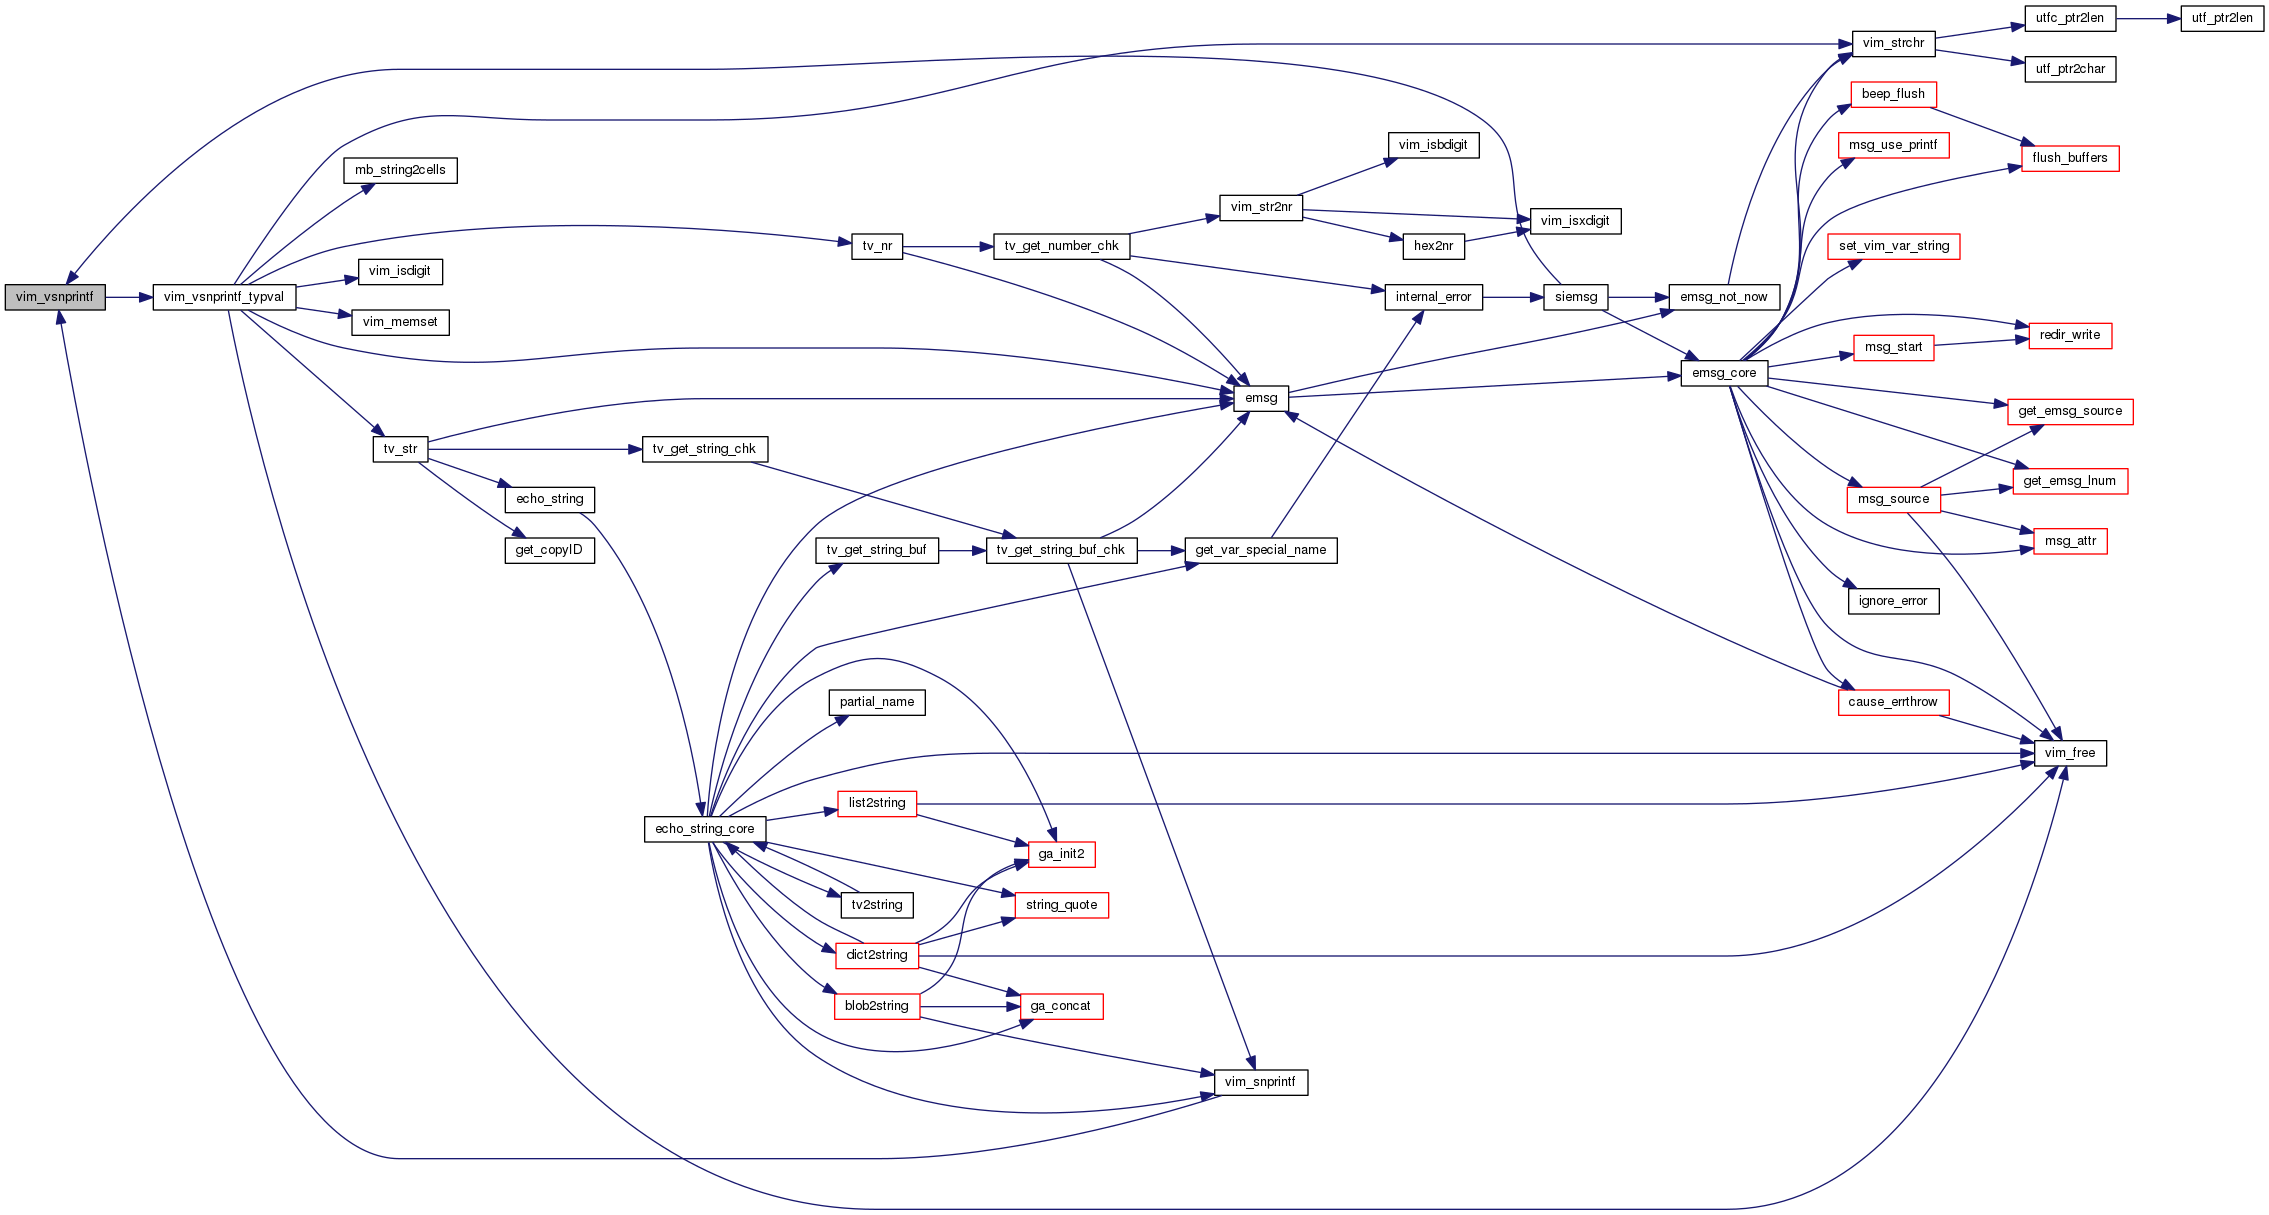 vim_vsnprintf
vim_vsnprintf_typval
mb_string2cells
vim_isdigit
vim_memset
tv_str
echo_string
get_copyID
tv_get_string_chk
echo_string_core
tv_nr
tv_get_string_buf
partial_name
list2string
tv2string
dict2string
blob2string
tv_get_number_chk
tv_get_string_buf_chk
ga_init2
string_quote
ga_concat
vim_str2nr
emsg
get_var_special_name
vim_snprintf
vim_isbdigit
hex2nr
internal_error
vim_isxdigit
siemsg
emsg_not_now
emsg_core
vim_strchr
beep_flush
msg_use_printf
set_vim_var_string
msg_start
msg_source
ignore_error
cause_errthrow
utfc_ptr2len
utf_ptr2char
flush_buffers
redir_write
get_emsg_source
get_emsg_lnum
msg_attr
vim_free
utf_ptr2len